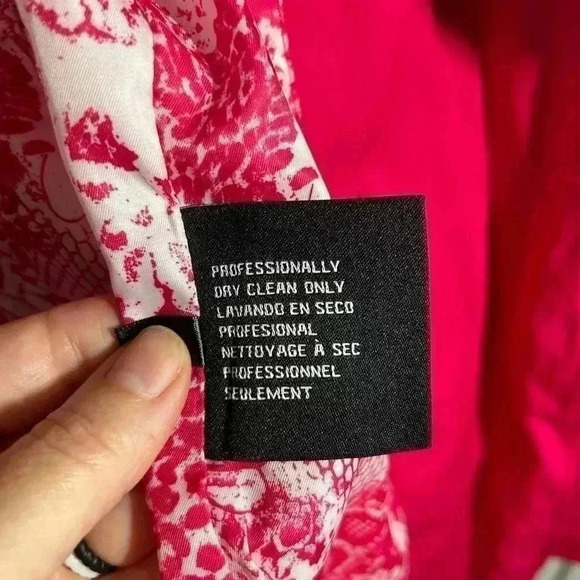 PROFESSIONALLY
DRY CLEAN ONLY
LAVANDO EN SECO
PROFESIONAL
NETTOYAGE À SEC
PROFESSIONNEL
SEULEMENT